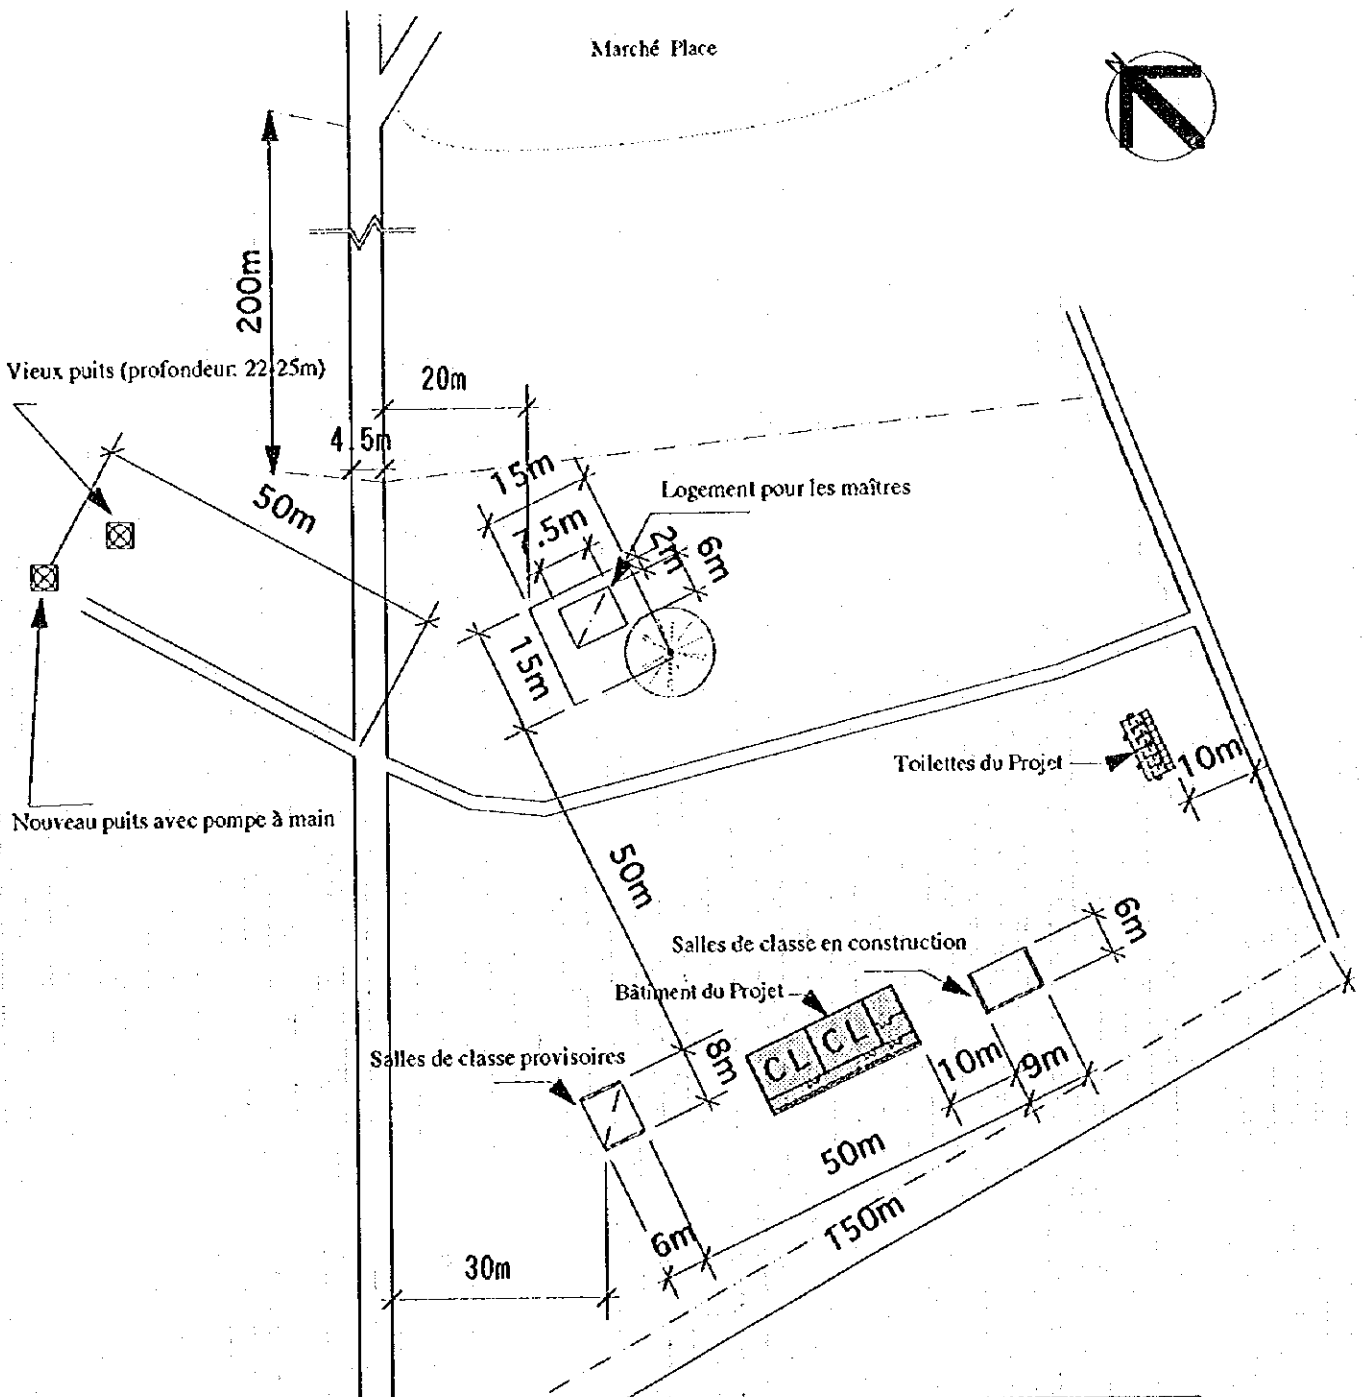 Marché Place
N
200m
Vieux puits (profondeur: 22-25m)
20m
4.5m
50m
15m
Logement pour les maîtres
7.5m
2m
6m
15m
Toilettes du Projet
10m
Nouveau puits avec pompe à main
50m
6m
Salles de classe en construction
Bâtiment du Projet
Salles de classe provisoires
8m
CL
CL
10m
9m
50m
150m
6m
30m